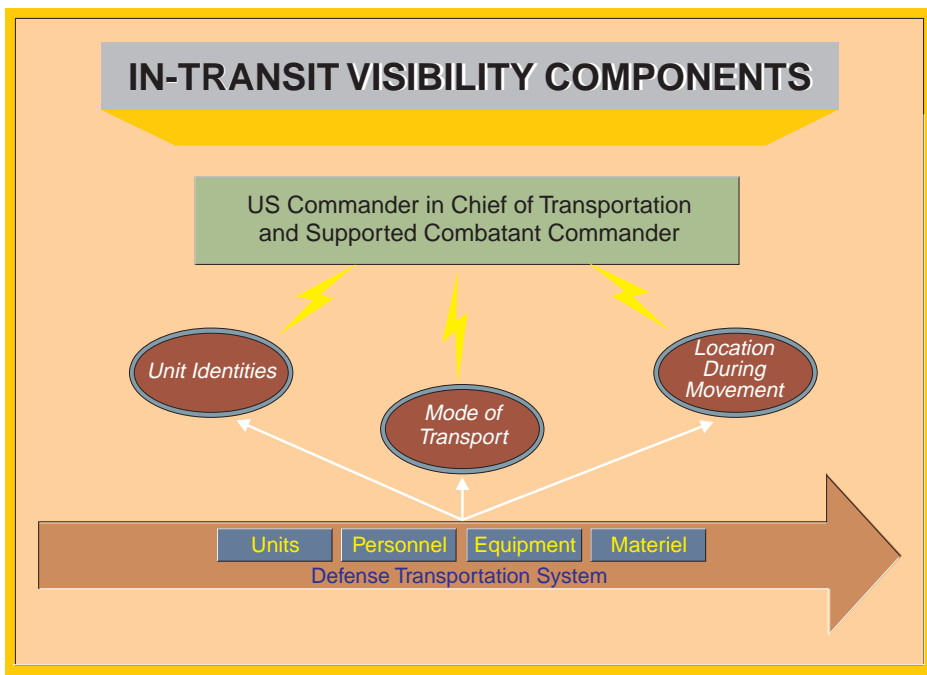 IN-TRANSIT VISIBILITY COMPONENTS
US Commander in Chief of Transportation
and Supported Combatant Commander
Unit Identities
Mode of
Transport
Location
During
Movement
Units
Personnel
Equipment
Materiel
Defense Transportation System